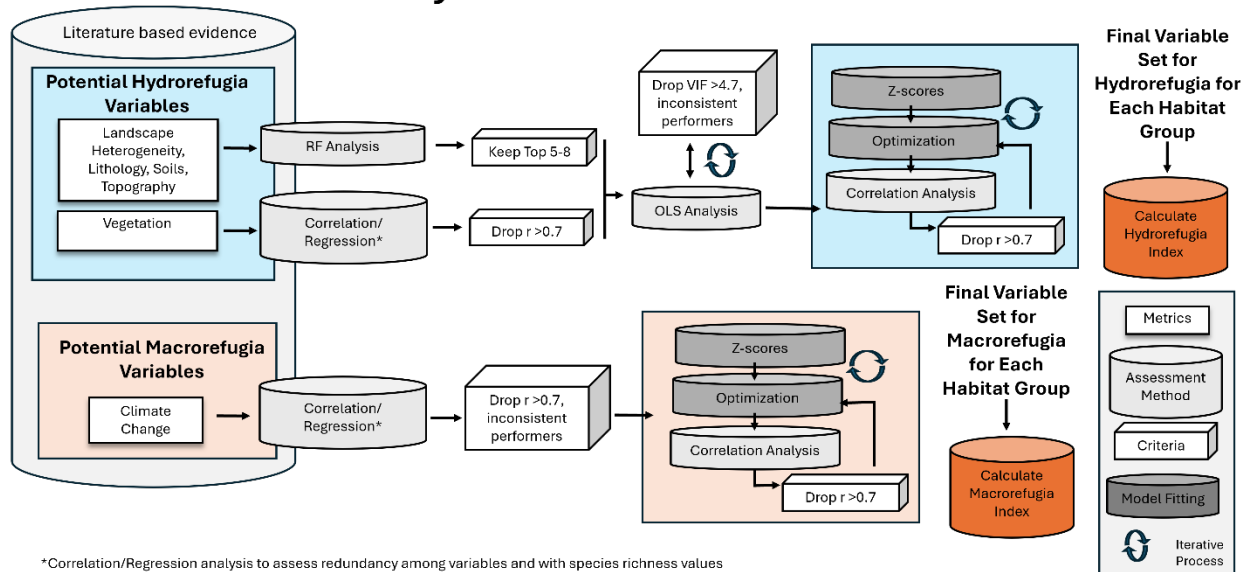 Literature based evidence
Potential Hydrorefugia
Variables
Landscape
Heterogeneity,
Lithology, Soils,
Topography
Vegetation
RF Analysis
Correlation/
Regression*
Keep Top 5-8
Drop r >0.7
Drop VIF >4.7,
inconsistent
performers
OLS Analysis
Z-scores
Optimization
Correlation Analysis
Drop r >0.7
Final Variable
Set for
Hydrorefugia for
Each Habitat
Group
Calculate
Hydrorefugia
Index
Potential Macrorefugia
Variables
Climate
Change
Correlation/
Regression*
Drop r >0.7,
inconsistent
performers
Z-scores
Optimization
Correlation Analysis
Drop r >0.7
Final Variable
Set for
Macrorefugia
for Each
Habitat
Group
Calculate
Macrorefugia
Index
Metrics
Assessment
Method
Criteria
Model Fitting
Iterative
Process
*Correlation/Regression analysis to assess redundancy among variables and with species richness values